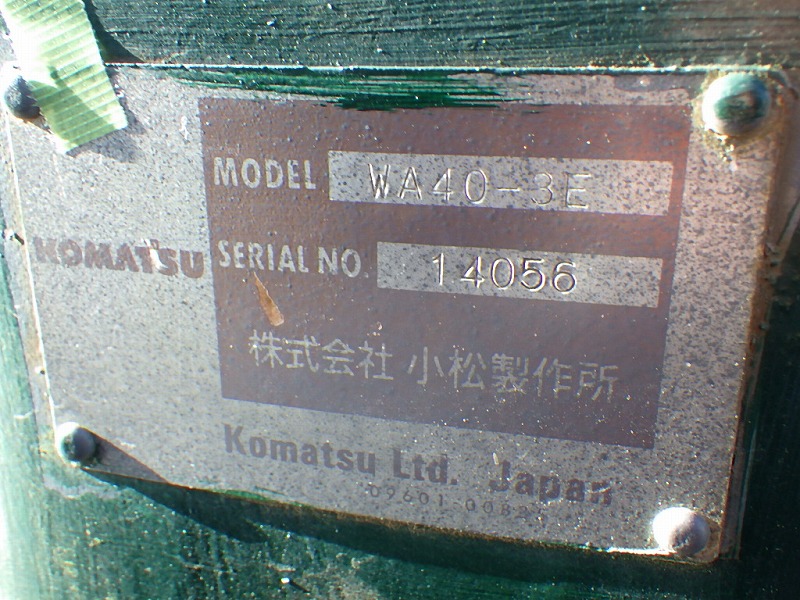 MODEL WA40-3E
KOMATSU
SERIAL NO. 14056
株式会社 小松製作所
Komatsu Ltd. Japan